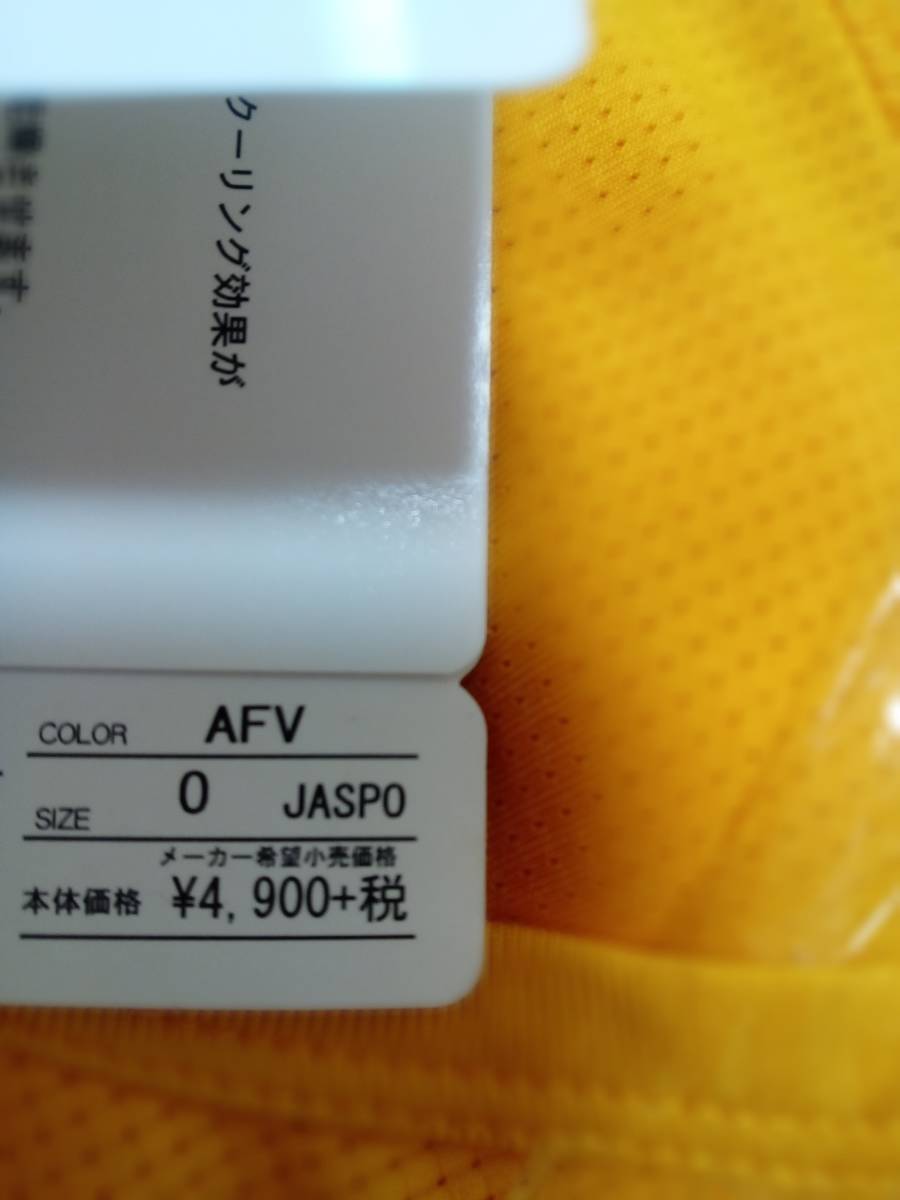 クーリング効果が
COLOR AFV
SIZE 0 JASPO
メーカー希望小売価格
本体価格 ¥4,900+税